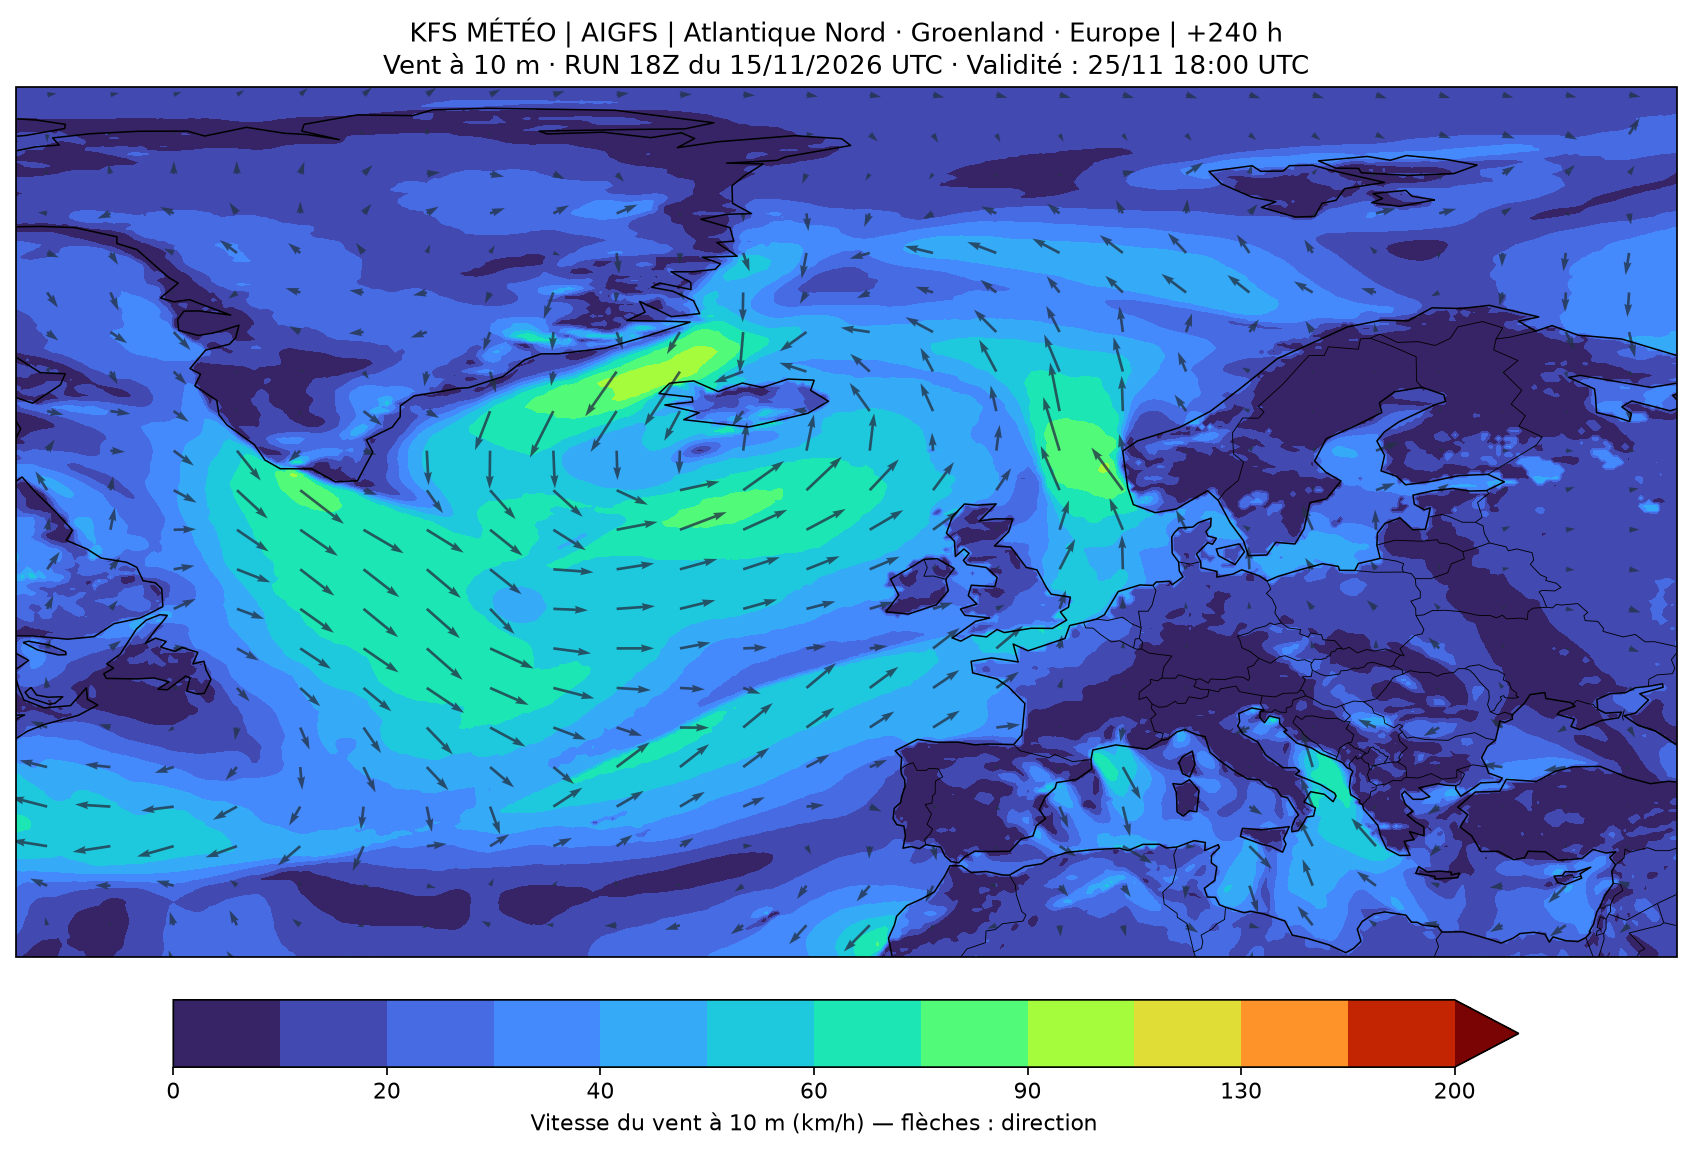 KFS MÉTÉO | AIGFS | Atlantique Nord · Groenland · Europe | +240 h
Vent à 10 m · RUN 18Z du 15/11/2026 UTC · Validité : 25/11 18:00 UTC
0 20 40 60 90 130 200
Vitesse du vent à 10 m (km/h) — flèches : direction